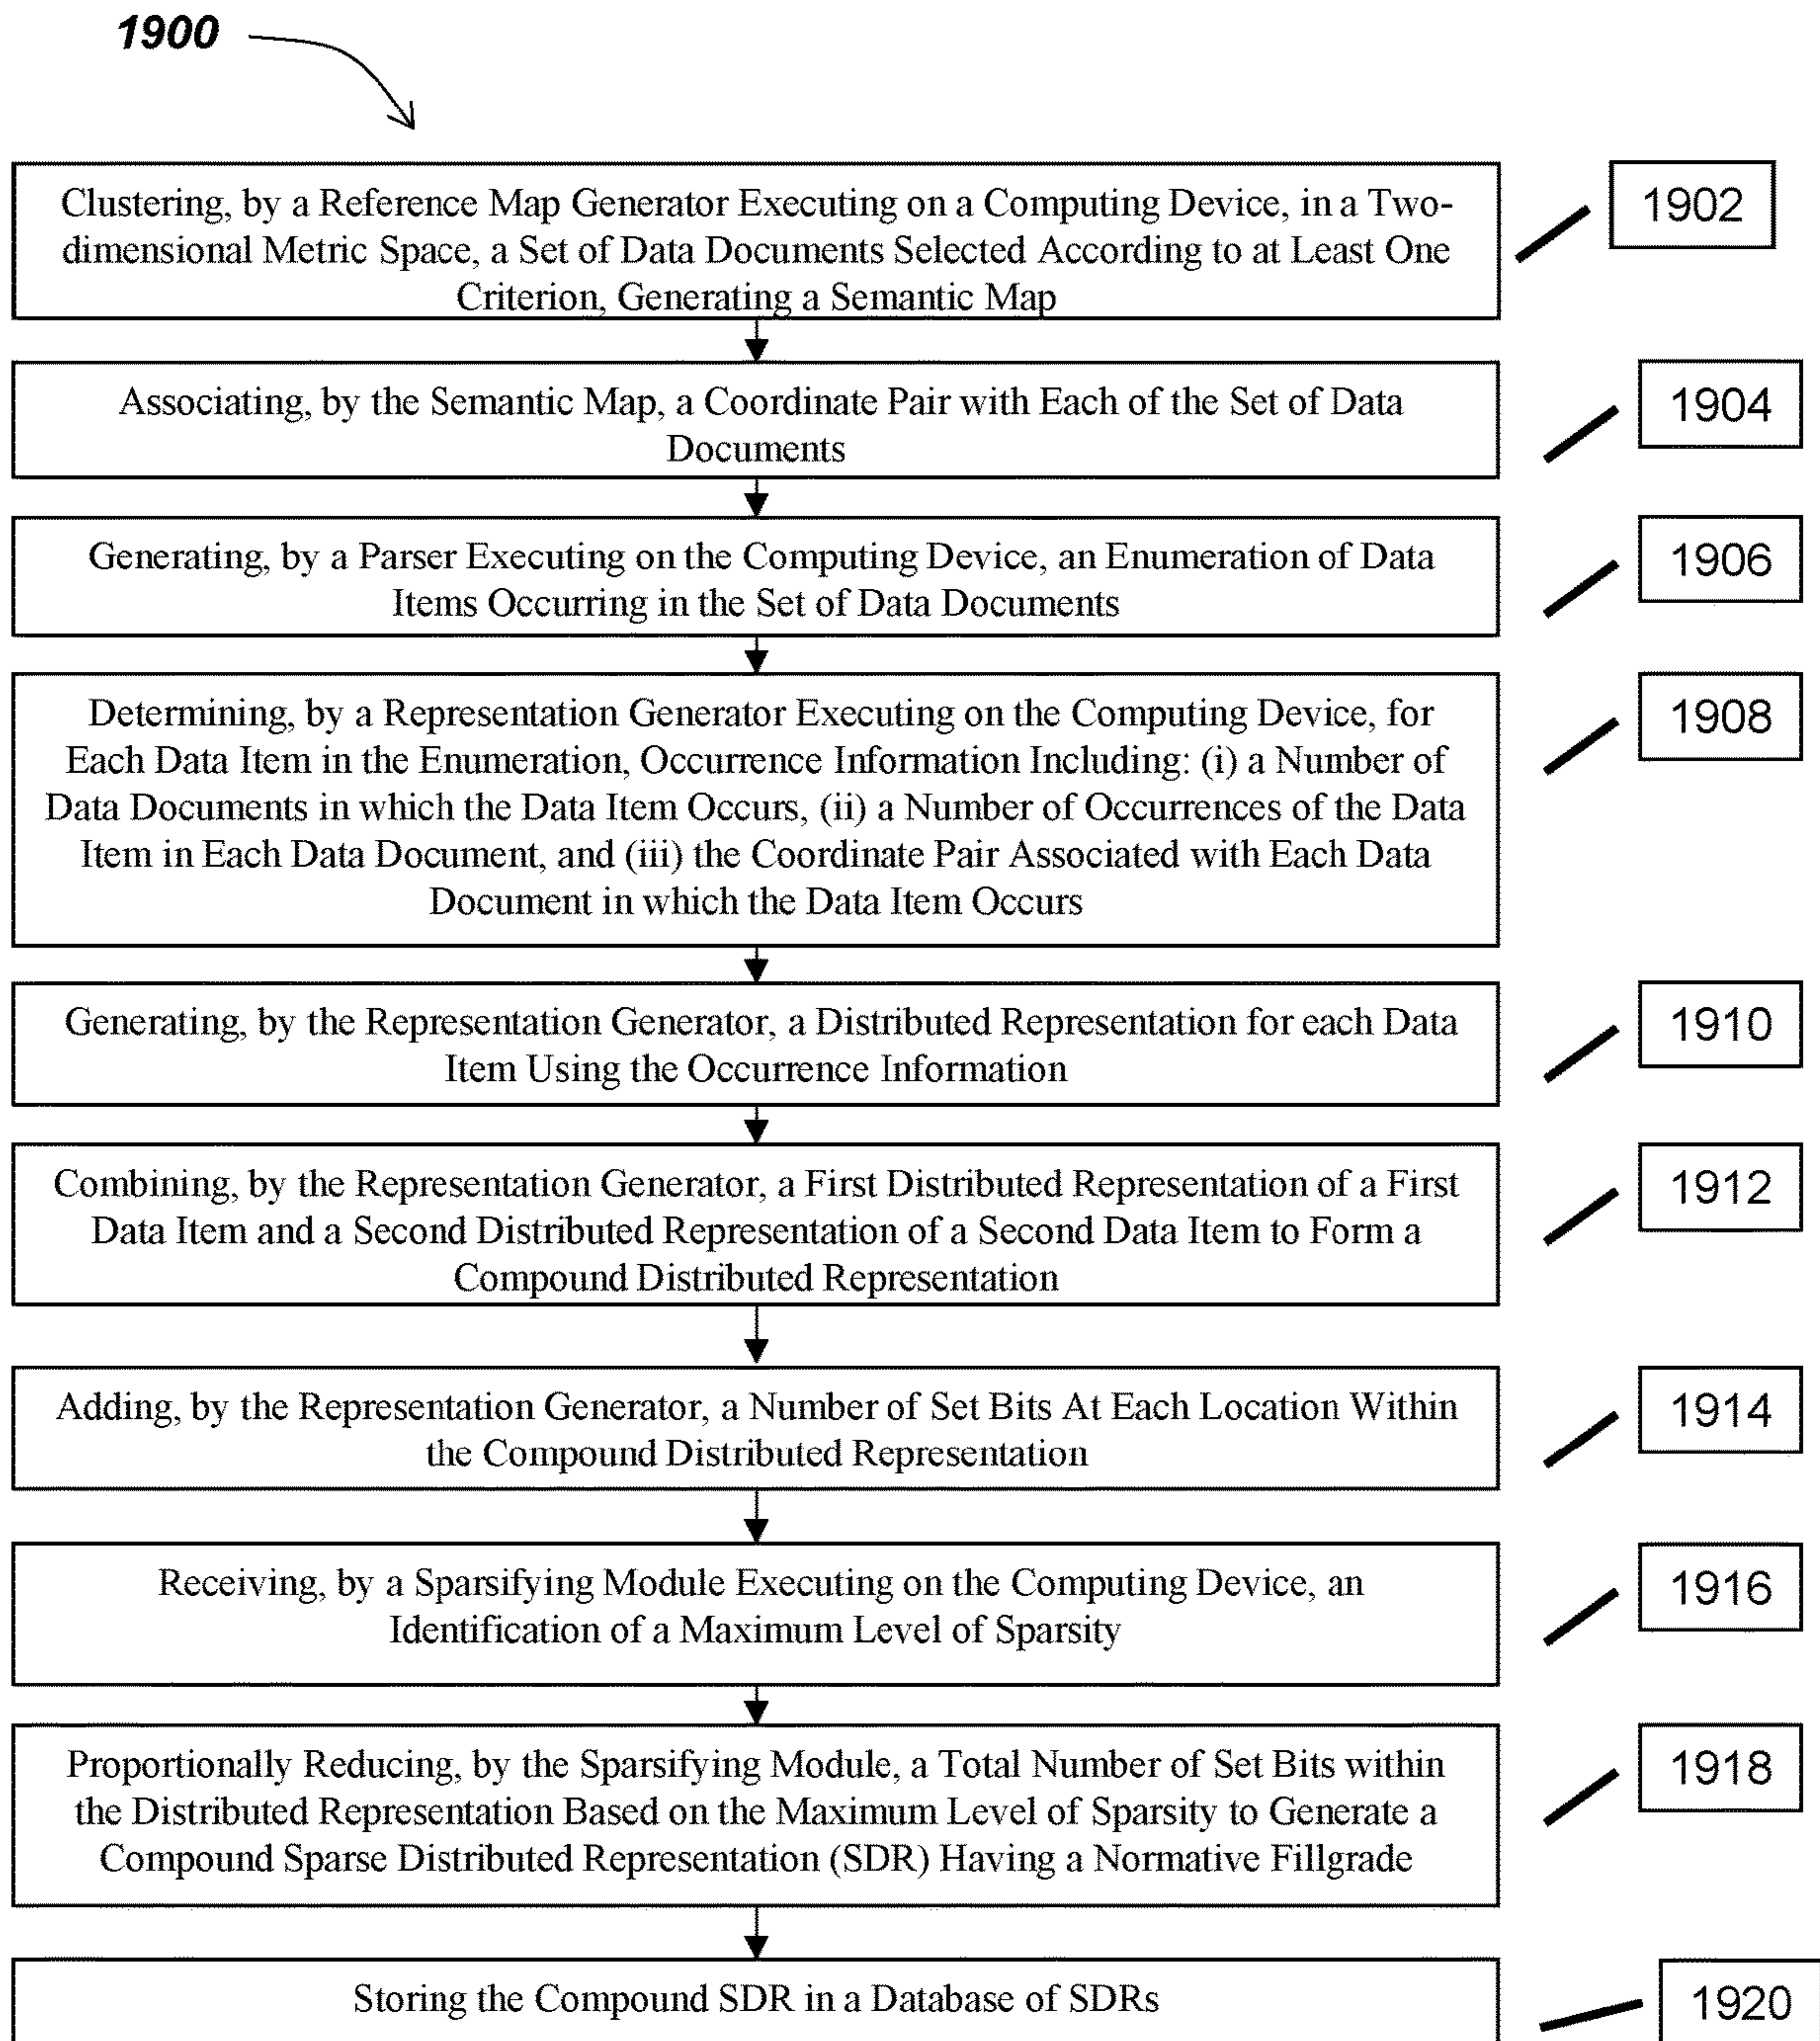 1900
Clustering, by a Reference Map Generator Executing on a Computing Device, in a Two-
dimensional Metric Space, a Set of Data Documents Selected According to at Least One
Criterion, Generating a Semantic Map
1902
Associating, by the Semantic Map, a Coordinate Pair with Each of the Set of Data
Documents
1904
Generating, by a Parser Executing on the Computing Device, an Enumeration of Data
Items Occurring in the Set of Data Documents
1906
Determining, by a Representation Generator Executing on the Computing Device, for
Each Data Item in the Enumeration, Occurrence Information Including: (i) a Number of
Data Documents in which the Data Item Occurs, (ii) a Number of Occurrences of the Data
Item in Each Data Document, and (iii) the Coordinate Pair Associated with Each Data
Document in which the Data Item Occurs
1908
Generating, by the Representation Generator, a Distributed Representation for each Data
Item Using the Occurrence Information
1910
Combining, by the Representation Generator, a First Distributed Representation of a First
Data Item and a Second Distributed Representation of a Second Data Item to Form a
Compound Distributed Representation
1912
Adding, by the Representation Generator, a Number of Set Bits At Each Location Within
the Compound Distributed Representation
1914
Receiving, by a Sparsifying Module Executing on the Computing Device, an
Identification of a Maximum Level of Sparsity
1916
Proportionally Reducing, by the Sparsifying Module, a Total Number of Set Bits within
the Distributed Representation Based on the Maximum Level of Sparsity to Generate a
Compound Sparse Distributed Representation (SDR) Having a Normative Fillgrade
1918
Storing the Compound SDR in a Database of SDRs
1920